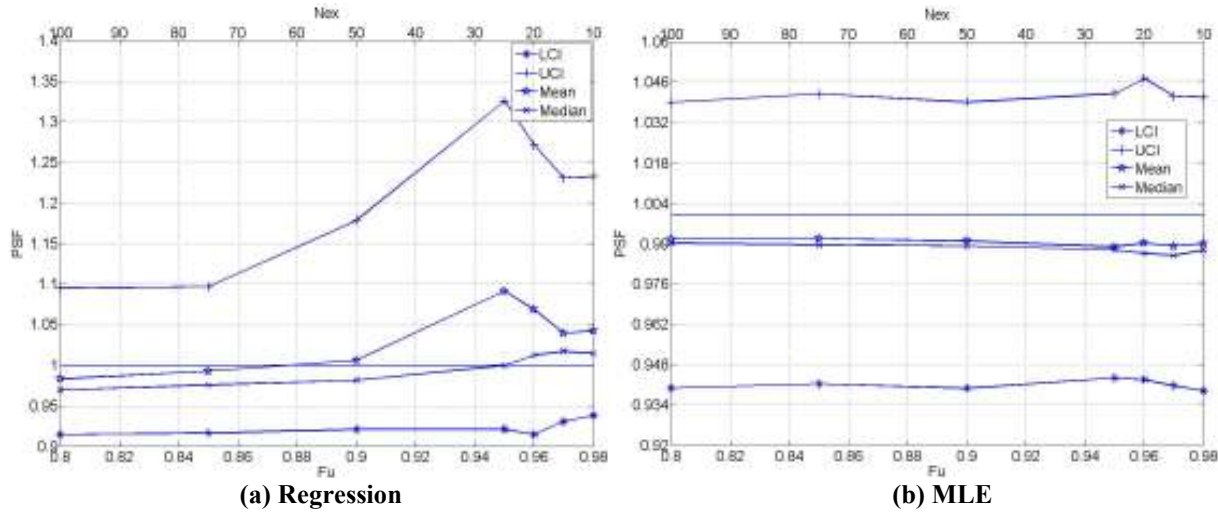 Nex
100 90 80 70 60 50 40 30 20 10
1.4
1.35
1.3
1.25
1.2
1.15
1.1
1.05
1
0.95
0.9
PSF
LCI
UCI
Mean
Median
0.8 0.82 0.84 0.86 0.88 0.9 0.92 0.94 0.96 0.98
Fu
(a) Regression
Nex
100 90 80 70 60 50 40 30 20 10
1.06
1.046
1.032
1.018
1.004
0.99
0.976
0.962
0.948
0.934
0.92
PSF
LCI
UCI
Mean
Median
0.8 0.82 0.84 0.86 0.88 0.9 0.92 0.94 0.96 0.98
Fu
(b) MLE